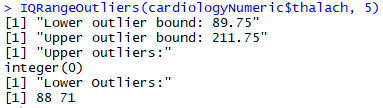 > IQRangeOutliers(cardiologyNumeric$thalach, 5)
[1] "Lower outlier bound: 89.75"
[1] "Upper outlier bound: 211.75"
[1] "Upper outliers:"
integer(0)
[1] "Lower Outliers:"
[1] 88 71